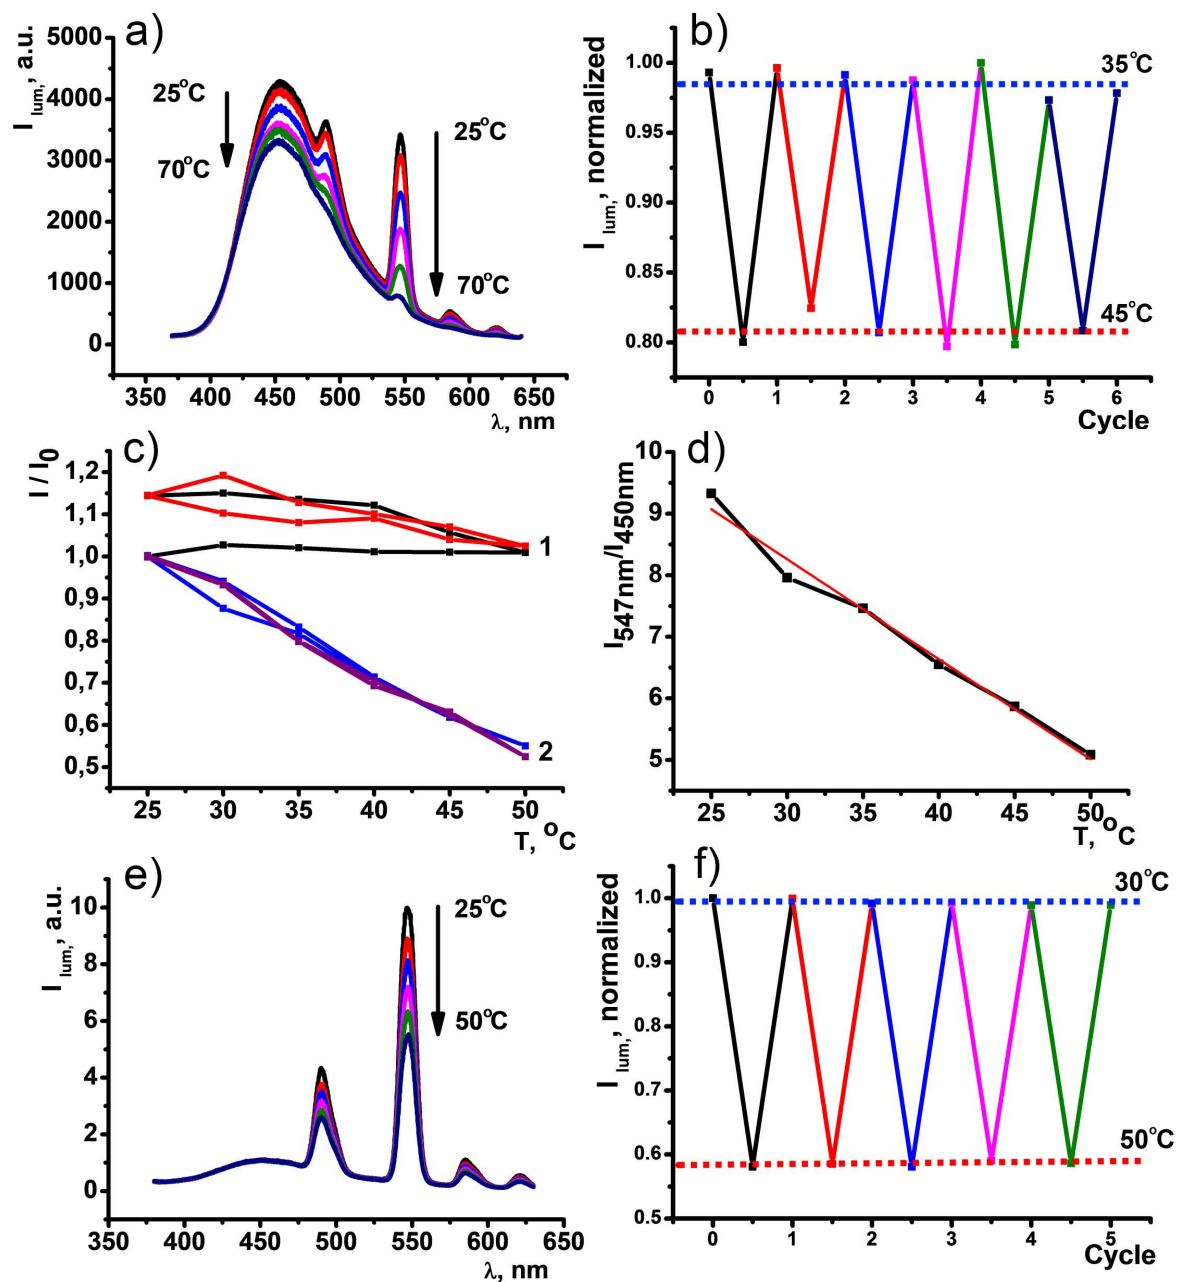 a)
I lum, a.u.
5000
4000
3000
2000
1000
0
25°C
70°C
25°C
70°C
350 400 450 500 550 600 650
λ, nm
b)
I lum, normalized
1.00
0.95
0.90
0.85
0.80
35°C
45°C
0 1 2 3 4 5 6
Cycle
c)
I / I0
1,2
1,1
1,0
0,9
0,8
0,7
0,6
0,5
1
2
25 30 35 40 45 50
T, °C
d)
I547nm/I450nm
10
9
8
7
6
5
25 30 35 40 45 50
T, °C
e)
I lum, a.u.
10
8
6
4
2
0
25°C
50°C
350 400 450 500 550 600 650
λ, nm
f)
I lum, normalized
1.0
0.9
0.8
0.7
0.6
0.5
30°C
50°C
0 1 2 3 4 5
Cycle